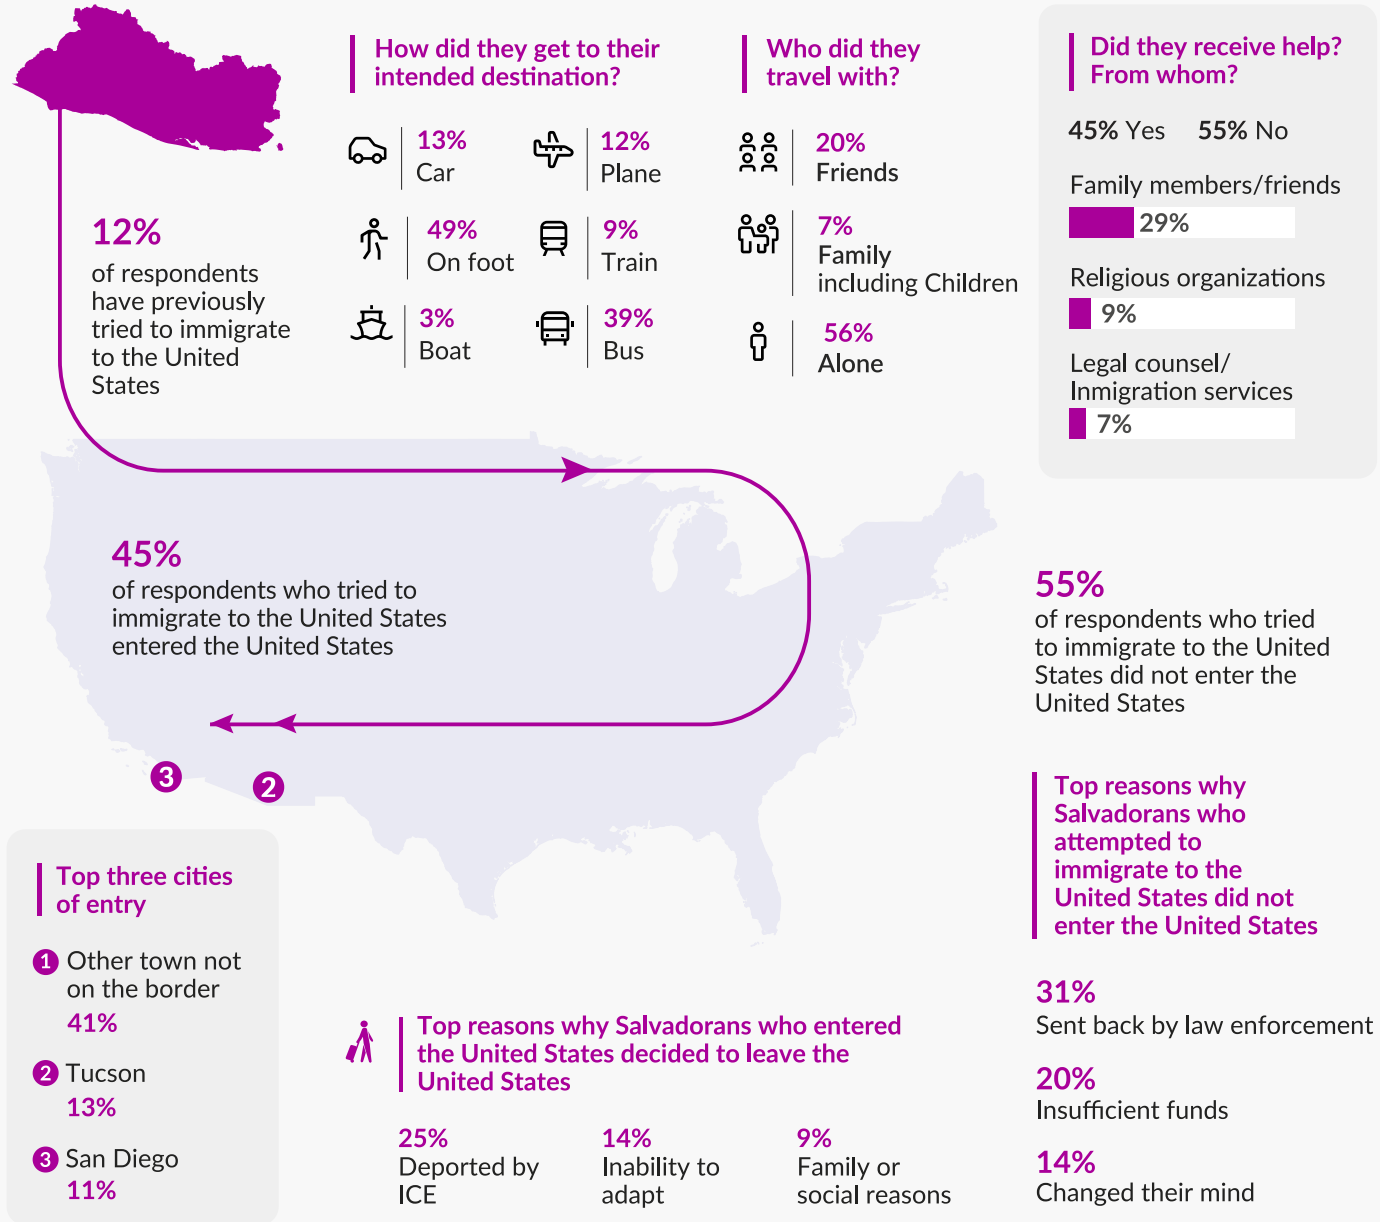 How did they get to their
intended destination?
13%
Car
12%
Plane
49%
On foot
9%
Train
3%
Boat
39%
Bus
Who did they
travel with?
20%
Friends
7%
Family
including Children
56%
Alone
Did they receive help?
From whom?
45% Yes 55% No
Family members/friends
29%
Religious organizations
9%
Legal counsel/
Inmigration services
7%
12%
of respondents
have previously
tried to immigrate
to the United
States
45%
of respondents who tried to
immigrate to the United States
entered the United States
55%
of respondents who tried
to immigrate to the United
States did not enter the
United States
3
2
Top three cities
of entry
1 Other town not
on the border
41%
2 Tucson
13%
3 San Diego
11%
Top reasons why Salvadorans who entered
the United States decided to leave the
United States
25%
Deported by
ICE
14%
Inability to
adapt
9%
Family or
social reasons
Top reasons why
Salvadorans who
attempted to
immigrate to the
United States did not
enter the United States
31%
Sent back by law enforcement
20%
Insufficient funds
14%
Changed their mind